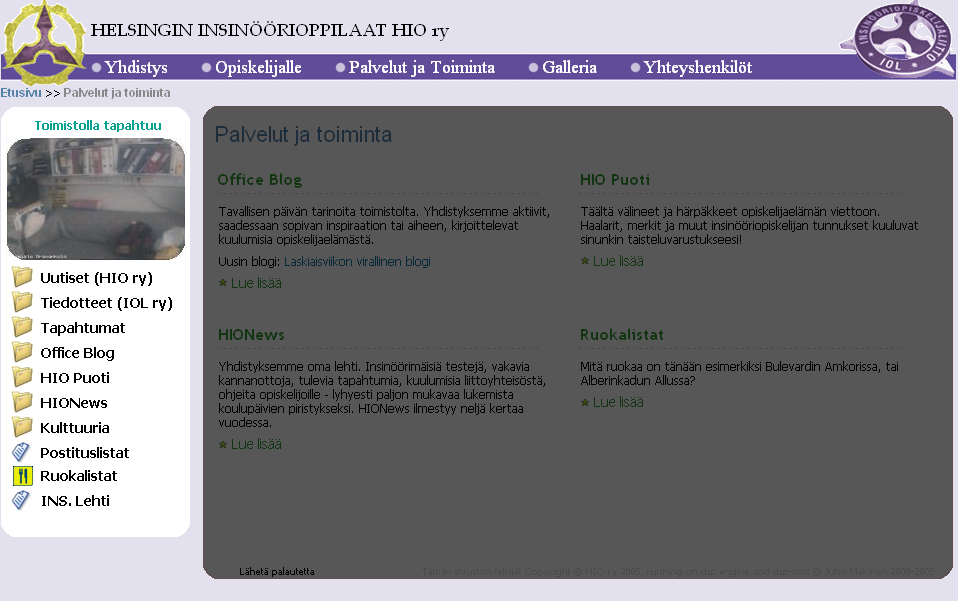 HELSINGIN INSINÖÖRIOPPILAAT HIO ry
INSINÖÖRIOPISKELIJALIITTO
IOL
Yhdistys Opiskelijalle Palvelut ja Toiminta Galleria Yhteyshenkilöt
Etusivu >> Palvelut ja toiminta
Toimistolla tapahtuu
Uutiset (HIO ry)
Tiedotteet (IOL ry)
Tapahtumat
Office Blog
HIO Puoti
HIONews
Kulttuuria
Postituslistat
Ruokalistat
INS. Lehti
Palvelut ja toiminta
Office Blog
Tavallisen päivän tarinoita toimistolta. Yhdistyksemme aktiivit,
saadessaan sopivan inspiraation tai aiheen, kirjoittelevat
kuulumisia opiskelijaelämästä.
Uusin blogi: Laskiaisviikon virallinen blogi
Lue lisää
HIO Puoti
Täältä välineet ja härpäkkeet opiskelijaelämän viettoon.
Haalarit, merkit ja muut insinööriopiskelijan tunnukset kuuluvat
sinunkin taisteluvarustukseesi!
Lue lisää
HIONews
Yhdistyksemme oma lehti. Insinöörimäisiä testejä, vakavia
kannanottoja, tulevia tapahtumia, kuulumisia liittoyhteisöstä,
ohjeita opiskelijoille - lyhyesti paljon mukavaa lukemista
koulupäivien piristykseksi. HIONews ilmestyy neljä kertaa
vuodessa.
Lue lisää
Ruokalistat
Mitä ruokaa on tänään esimerkiksi Bulevardin Amkorissa, tai
Alberinkadun Allussa?
Lue lisää
Lähetä palautetta
Tämän sivuston tekijät Copyright © HIO ry 2005, running on dsp-engine and dsp-cms © Juho Mäkinen 2000-2005